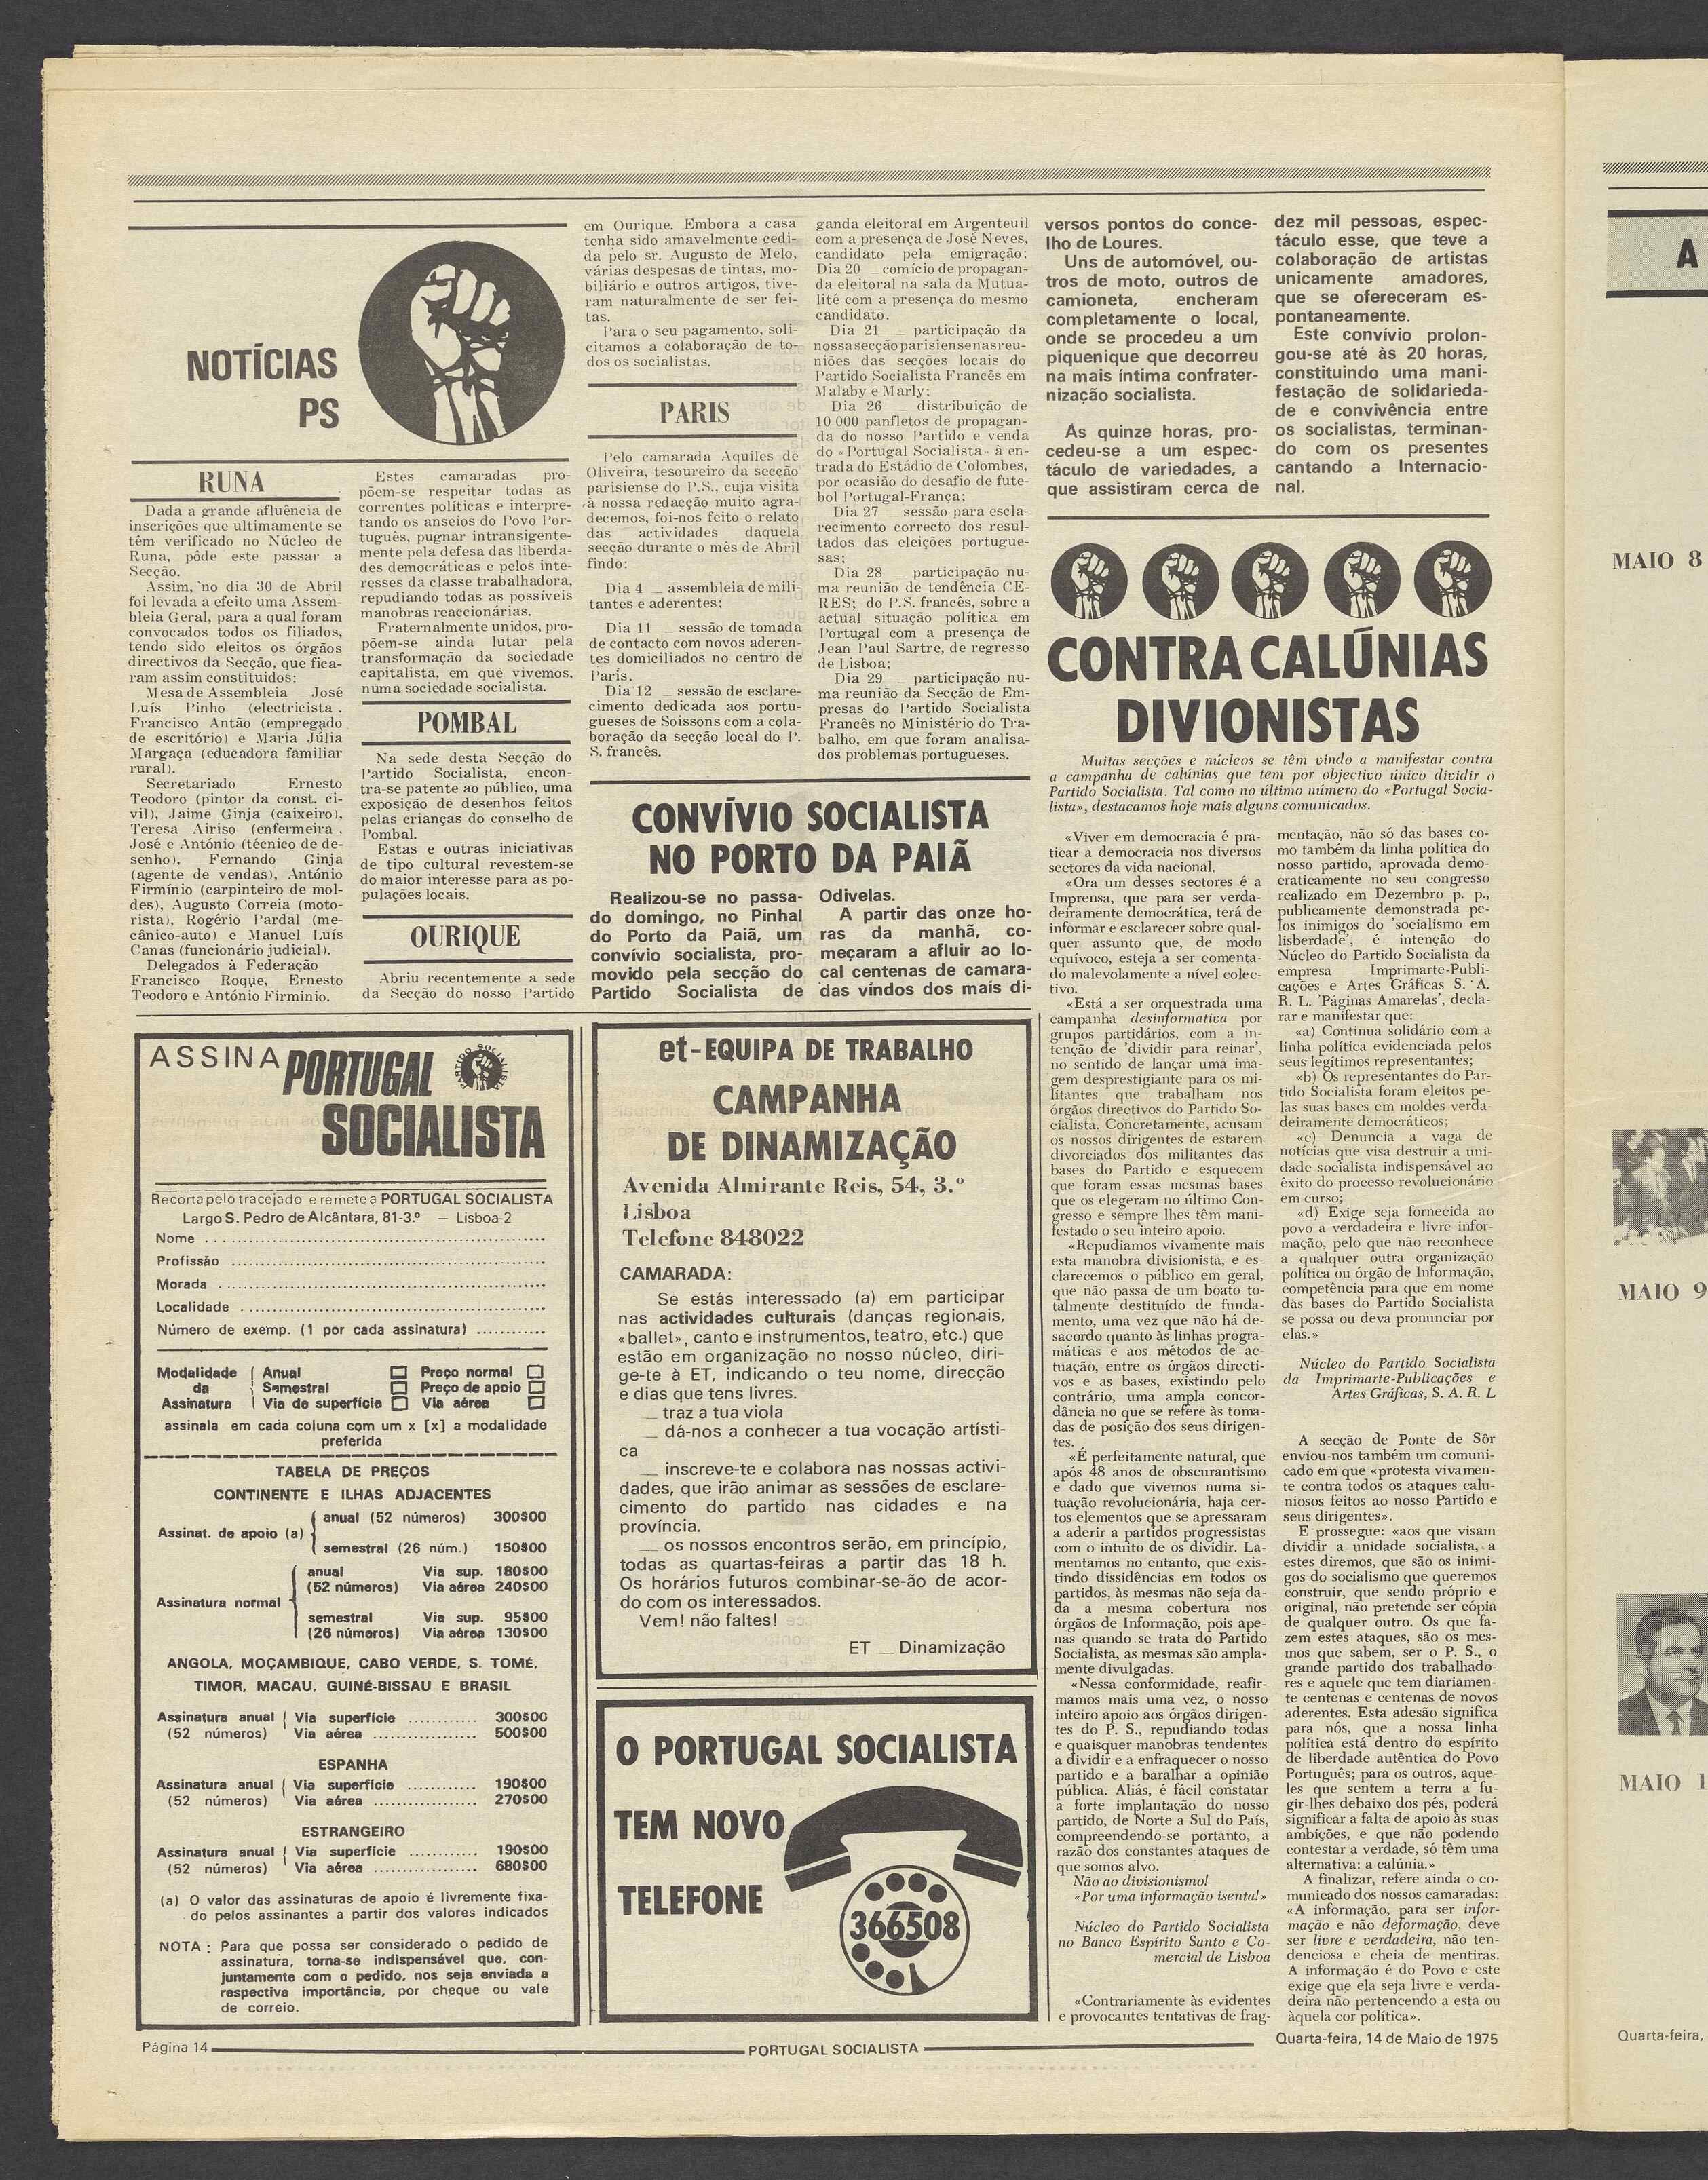 NOTÍCIAS
PS
RUNA
Dada a grande afluência de
inscrições que ultimamente se
têm verificado no Núcleo de
Runa, pôde este passar a
Secção.
Assim, no dia 30 de Abril
foi levada a efeito uma Assem-
bleia Geral, para a qual foram
convocados todos os filiados,
tendo sido eleitos os órgãos
directivos da Secção, que fica-
ram assim constituidos:
Mesa de Assembleia _ José
Luís Pinho (electricista .
Francisco Antão (empregado
de escritório) e Maria Júlia
Margaça (educadora familiar
rural).
Secretariado _ Ernesto
Teodoro (pintor da const. ci-
vil), Jaime Ginja (caixeiro),
Teresa Airiso (enfermeira ,
José e António (técnico de de-
senho), Fernando Ginja
(agente de vendas), António
Firmínio (carpinteiro de mol-
des), Augusto Correia (moto-
rista), Rogério Pardal (me-
cânico-auto) e Manuel Luís
Canas (funcionário judicial).
Delegados à Federação
Francisco Roque, Ernesto
Teodoro e António Firminio.
Estes camaradas pro-
põem-se respeitar todas as
correntes políticas e interpre-
tando os anseios do Povo Por-
tuguês, pugnar intransigente-
mente pela defesa das liberda-
des democráticas e pelos inte-
resses da classe trabalhadora,
repudiando todas as possíveis
manobras reaccionárias.
Fraternalmente unidos, pro-
põem-se ainda lutar pela
transformação da sociedade
capitalista, em que vivemos,
numa sociedade socialista.
POMBAL
Na sede desta Secção do
Partido Socialista, encon-
tra-se patente ao público, uma
exposição de desenhos feitos
pelas crianças do conselho de
Pombal.
Estas e outras iniciativas
de tipo cultural revestem-se
do maior interesse para as po-
pulações locais.
OURIQUE
Abriu recentemente a sede
da Secção do nosso Partido
em Ourique. Embora a casa
tenha sido amavelmente cedi-
da pelo sr. Augusto de Melo,
várias despesas de tintas, mo-
biliário e outros artigos, tive-
ram naturalmente de ser fei-
tas.
Para o seu pagamento, soli-
citamos a colaboração de to-
dos os socialistas.
PARIS
Pelo camarada Aquiles de
Oliveira, tesoureiro da secção
parisiense do P.S., cuja visita
à nossa redacção muito agra-
decemos, foi-nos feito o relato
das actividades daquela
secção durante o mês de Abril
findo:
Dia 4 _ assembleia de mili-
tantes e aderentes;
Dia 11 _ sessão de tomada
de contacto com novos aderen-
tes domiciliados no centro de
Paris.
Dia 12 _ sessão de esclare-
cimento dedicada aos portu-
gueses de Soissons com a cola-
boração da secção local do P.
S. francês.
ganda eleitoral em Argenteuil
com a presença de José Neves,
candidato pela emigração;
Dia 20 _ comício de propagan-
da eleitoral na sala da Mutua-
lité com a presença do mesmo
candidato.
Dia 21 _ participação da
nossa secção parisiense nas reu-
niões das secções locais do
Partido Socialista Francês em
Malaby e Marly;
Dia 26 _ distribuição de
10 000 panfletos de propagan-
da do nosso Partido e venda
do «Portugal Socialista» à en-
trada do Estádio de Colombes,
por ocasião do desafio de fute-
bol Portugal-França;
Dia 27 _ sessão para escla-
recimento correcto dos resul-
tados das eleições portugue-
sas;
Dia 28 _ participação nu-
ma reunião de tendência CE-
RES; do P.S. francês, sobre a
actual situação política em
Portugal com a presença de
Jean Paul Sartre, de regresso
de Lisboa;
Dia 29 _ participação nu-
ma reunião da Secção de Em-
presas do Partido Socialista
Francês no Ministério do Tra-
balho, em que foram analisa-
dos problemas portugueses.
CONVÍVIO SOCIALISTA
NO PORTO DA PAIÃ
Realizou-se no passa-
do domingo, no Pinhal
do Porto da Paiã, um
convívio socialista, pro-
movido pela secção do
Partido Socialista de
Odivelas.
A partir das onze ho-
ras da manhã, co-
meçaram a afluir ao lo-
cal centenas de camara-
das víndos dos mais di-
versos pontos do conce-
lho de Loures.
Uns de automóvel, ou-
tros de moto, outros de
camioneta, encheram
completamente o local,
onde se procedeu a um
piquenique que decorreu
na mais íntima confrater-
nização socialista.
As quinze horas, pro-
cedeu-se a um espec-
táculo de variedades, a
que assistiram cerca de
dez mil pessoas, espec-
táculo esse, que teve a
colaboração de artistas
unicamente amadores,
que se ofereceram es-
pontaneamente.
Este convívio prolon-
gou-se até às 20 horas,
constituindo uma mani-
festação de solidarieda-
de e convivência entre
os socialistas, terminan-
do com os presentes
cantando a Internacio-
nal.
CONTRA CALÚNIAS
DIVIONISTAS
Muitas secções e núcleos se têm vindo a manifestar contra
a campanha de calúnias que tem por objectivo único dividir o
Partido Socialista. Tal como no último número do «Portugal Socia-
lista», destacamos hoje mais alguns comunicados.
«Viver em democracia é pra-
ticar a democracia nos diversos
sectores da vida nacional,
«Ora um desses sectores é a
Imprensa, que para ser verda-
deiramente democrática, terá de
informar e esclarecer sobre qual-
quer assunto que, de modo
equívoco, esteja a ser comenta-
do malevolamente a nível colec-
tivo.
«Está a ser orquestrada uma
campanha desinformativa por
grupos partidários, com a in-
tenção de 'dividir para reinar',
no sentido de lançar uma ima-
gem desprestigiante para os mi-
litantes que trabalham nos
órgãos directivos do Partido So-
cialista. Concretamente, acusam
os nossos dirigentes de estarem
divorciados dos militantes das
bases do Partido e esquecem
que foram essas mesmas bases
que os elegeram no último Con-
gresso e sempre lhes têm mani-
festado o seu inteiro apoio.
«Repudiamos vivamente mais
esta manobra divisionista, e es-
clarecemos o público em geral,
que não passa de um boato to-
talmente destituído de funda-
mento, uma vez que não há de-
sacordo quanto às linhas progra-
máticas e aos métodos de ac-
tuação, entre os órgãos directi-
vos e as bases, existindo pelo
contrário, uma ampla concor-
dância no que se refere às toma-
das de posição dos seus dirigen-
tes.
«É perfeitamente natural, que
após 48 anos de obscurantismo
e dado que vivemos numa si-
tuação revolucionária, haja cer-
tos elementos que se apressaram
a aderir a partidos progressistas
com o intuito de os dividir. La-
mentamos no entanto, que exis-
tindo dissidências em todos os
partidos, às mesmas não seja da-
da a mesma cobertura nos
órgãos de Informação, pois ape-
nas quando se trata do Partido
Socialista, as mesmas são ampla-
mente divulgadas.
«Nessa conformidade, reafir-
mamos mais uma vez, o nosso
inteiro apoio aos órgãos dirigen-
tes do P. S., repudiando todas
e quaisquer manobras tendentes
a dividir e a enfraquecer o nosso
partido e a baralhar a opinião
pública. Aliás, é fácil constatar
a forte implantação do nosso
partido, de Norte a Sul do País,
compreendendo-se portanto, a
razão dos constantes ataques de
que somos alvo.
Não ao divisionismo!
«Por uma informação isenta!»
Núcleo do Partido Socialista
no Banco Espírito Santo e Co-
mercial de Lisboa
«Contrariamente às evidentes
e provocantes tentativas de frag-
mentação, não só das bases co-
mo também da linha política do
nosso partido, aprovada demo-
craticamente no seu congresso
realizado em Dezembro p. p.,
publicamente demonstrada pe-
los inimigos do 'socialismo em
lisberdade', é intenção do
Núcleo do Partido Socialista da
empresa Imprimarte-Publi-
cações e Artes Gráficas S. A.
R. L. 'Páginas Amarelas', decla-
rar e manifestar que:
«a) Continua solidário com a
linha política evidenciada pelos
seus legítimos representantes;
«b) Os representantes do Par-
tido Socialista foram eleitos pe-
las suas bases em moldes verda-
deiramente democráticos;
«c) Denuncia a vaga de
notícias que visa destruir a uni-
dade socialista indispensável ao
êxito do processo revolucionário
em curso;
«d) Exige seja fornecida ao
povo a verdadeira e livre infor-
mação, pelo que não reconhece
a qualquer outra organização
política ou órgão de Informação,
competência para que em nome
das bases do Partido Socialista
se possa ou deva pronunciar por
elas.»
Núcleo do Partido Socialista
da Imprimarte-Publicações e
Artes Gráficas, S. A. R. L
A secção de Ponte de Sôr
enviou-nos também um comuni-
cado em que «protesta vivamen-
te contra todos os ataques calu-
niosos feitos ao nosso Partido e
seus dirigentes».
E prossegue: «aos que visam
dividir a unidade socialista, a
estes diremos, que são os inimi-
gos do socialismo que queremos
construir, que sendo próprio e
original, não pretende ser cópia
de qualquer outro. Os que fa-
zem estes ataques, são os mes-
mos que sabem, ser o P. S., o
grande partido dos trabalhado-
res e aquele que tem diariamen-
te centenas e centenas de novos
aderentes. Esta adesão significa
para nós, que a nossa linha
política está dentro do espírito
de liberdade autêntica do Povo
Português; para os outros, aque-
les que sentem a terra a fu-
gir-lhes debaixo dos pés, poderá
significar a falta de apoio às suas
ambições, e que não podendo
contestar a verdade, só têm uma
alternativa: a calúnia.»
A finalizar, refere ainda o co-
municado dos nossos camaradas:
«A informação, para ser infor-
mação e não deformação, deve
ser livre e verdadeira, não ten-
denciosa e cheia de mentiras.
A informação é do Povo e este
exige que ela seja livre e verda-
deira não pertencendo a esta ou
àquela cor política».
ASSINA PORTUGAL
SOCIALISTA
PARTIDO SOCIALISTA
Recorta pelo tracejado e remete a PORTUGAL SOCIALISTA
Largo S. Pedro de Alcântara, 81-3.º — Lisboa-2
Nome
Profissão
Morada
Localidade
Número de exemp. (1 por cada assinatura)
Modalidade Anual Preço normal
da Semestral Preço de apoio
Assinatura Via de superfície Via aérea
assinala em cada coluna com um x [x] a modalidade
preferida
TABELA DE PREÇOS
CONTINENTE E ILHAS ADJACENTES
anual (52 números) 300$00
Assinat. de apoio (a)
semestral (26 núm.) 150$00
anual Via sup. 180$00
(52 números) Via aérea 240$00
Assinatura normal
semestral Via sup. 95$00
(26 números) Via aérea 130$00
ANGOLA, MOÇAMBIQUE, CABO VERDE, S. TOMÉ,
TIMOR, MACAU, GUINÉ-BISSAU E BRASIL
Assinatura anual Via superfície ............ 300$00
(52 números) Via aérea .................. 500$00
ESPANHA
Assinatura anual Via superfície ............ 190$00
(52 números) Via aérea .................. 270$00
ESTRANGEIRO
Assinatura anual Via superfície ............ 190$00
(52 números) Via aérea .................. 680$00
(a) O valor das assinaturas de apoio é livremente fixa-
do pelos assinantes a partir dos valores indicados
NOTA : Para que possa ser considerado o pedido de
assinatura, torna-se indispensável que, con-
juntamente com o pedido, nos seja enviada a
respectiva importância, por cheque ou vale
de correio.
et-EQUIPA DE TRABALHO
CAMPANHA
DE DINAMIZAÇÃO
Avenida Almirante Reis, 54, 3.º
Lisboa
Telefone 848022
CAMARADA:
Se estás interessado (a) em participar
nas actividades culturais (danças regionais,
«ballet», canto e instrumentos, teatro, etc.) que
estão em organização no nosso núcleo, diri-
ge-te à ET, indicando o teu nome, direcção
e dias que tens livres.
_ traz a tua viola
_ dá-nos a conhecer a tua vocação artísti-
ca
_ inscreve-te e colabora nas nossas activi-
dades, que irão animar as sessões de esclare-
cimento do partido nas cidades e na
província.
_ os nossos encontros serão, em princípio,
todas as quartas-feiras a partir das 18 h.
Os horários futuros combinar-se-ão de acor-
do com os interessados.
Vem! não faltes!
ET _ Dinamização
O PORTUGAL SOCIALISTA
TEM NOVO
TELEFONE
366508
Página 14
PORTUGAL SOCIALISTA
Quarta-feira, 14 de Maio de 1975
A
MAIO 8
MAIO 9
MAIO 1
Quarta-feira,